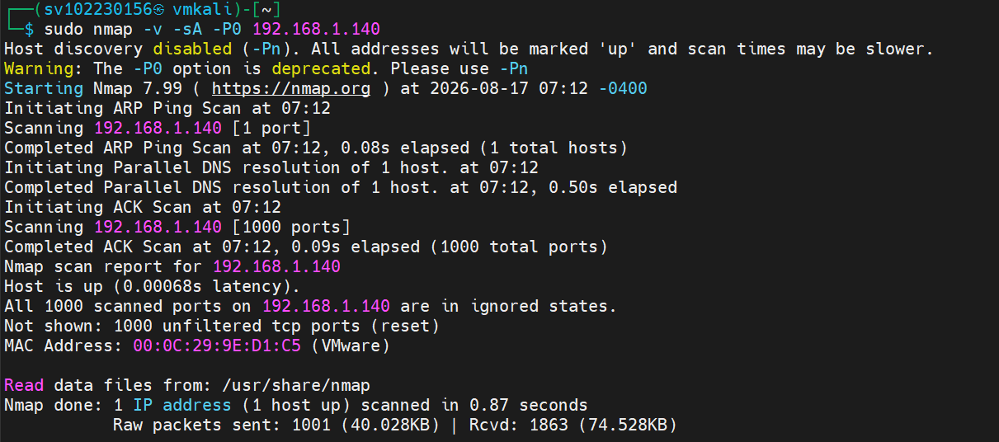 ┌──(sv102230156㉿ vmkali)-[~]
└─$ sudo nmap -v -sA -P0 192.168.1.140
Host discovery disabled (-Pn). All addresses will be marked 'up' and scan times may be slower.
Warning: The -P0 option is deprecated. Please use -Pn
Starting Nmap 7.99 ( https://nmap.org ) at 2026-08-17 07:12 -0400
Initiating ARP Ping Scan at 07:12
Scanning 192.168.1.140 [1 port]
Completed ARP Ping Scan at 07:12, 0.08s elapsed (1 total hosts)
Initiating Parallel DNS resolution of 1 host. at 07:12
Completed Parallel DNS resolution of 1 host. at 07:12, 0.50s elapsed
Initiating ACK Scan at 07:12
Scanning 192.168.1.140 [1000 ports]
Completed ACK Scan at 07:12, 0.09s elapsed (1000 total ports)
Nmap scan report for 192.168.1.140
Host is up (0.00068s latency).
All 1000 scanned ports on 192.168.1.140 are in ignored states.
Not shown: 1000 unfiltered tcp ports (reset)
MAC Address: 00:0C:29:9E:D1:C5 (VMware)

Read data files from: /usr/share/nmap
Nmap done: 1 IP address (1 host up) scanned in 0.87 seconds
           Raw packets sent: 1001 (40.028KB) | Rcvd: 1863 (74.528KB)